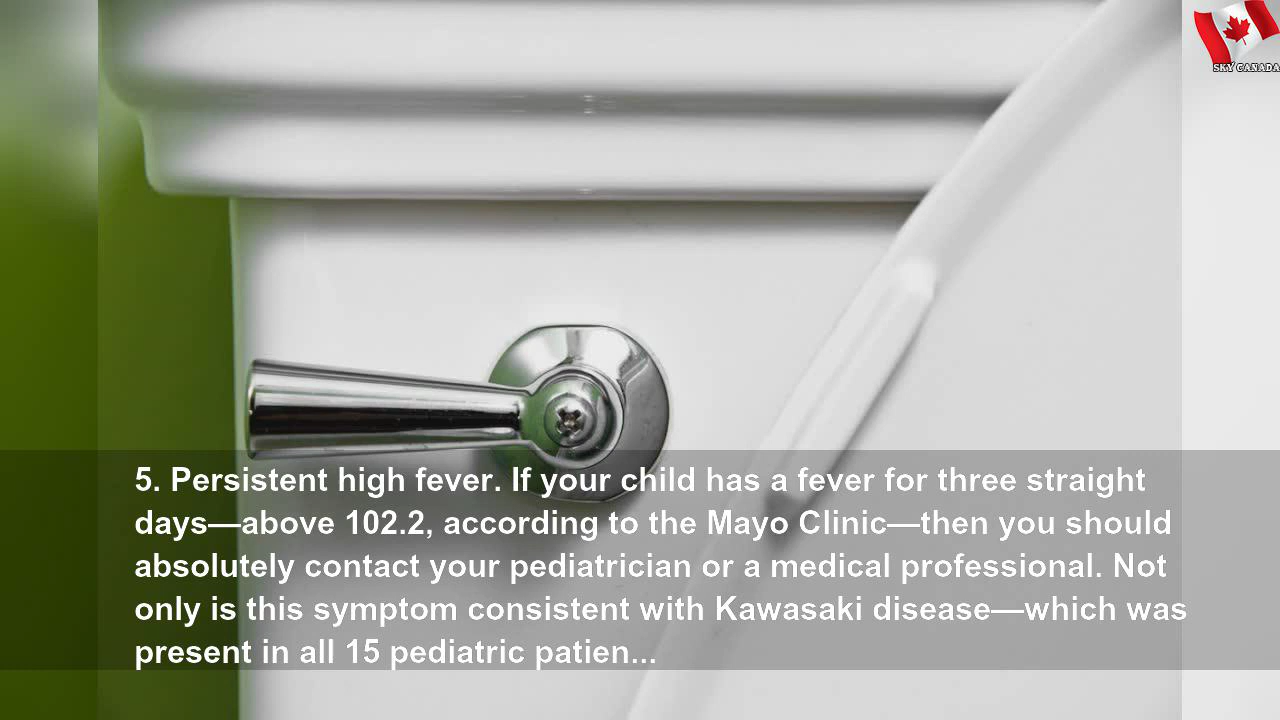 SKY CANADA
5. Persistent high fever. If your child has a fever for three straight
days—above 102.2, according to the Mayo Clinic—then you should
absolutely contact your pediatrician or a medical professional. Not
only is this symptom consistent with Kawasaki disease—which was
present in all 15 pediatric patien...